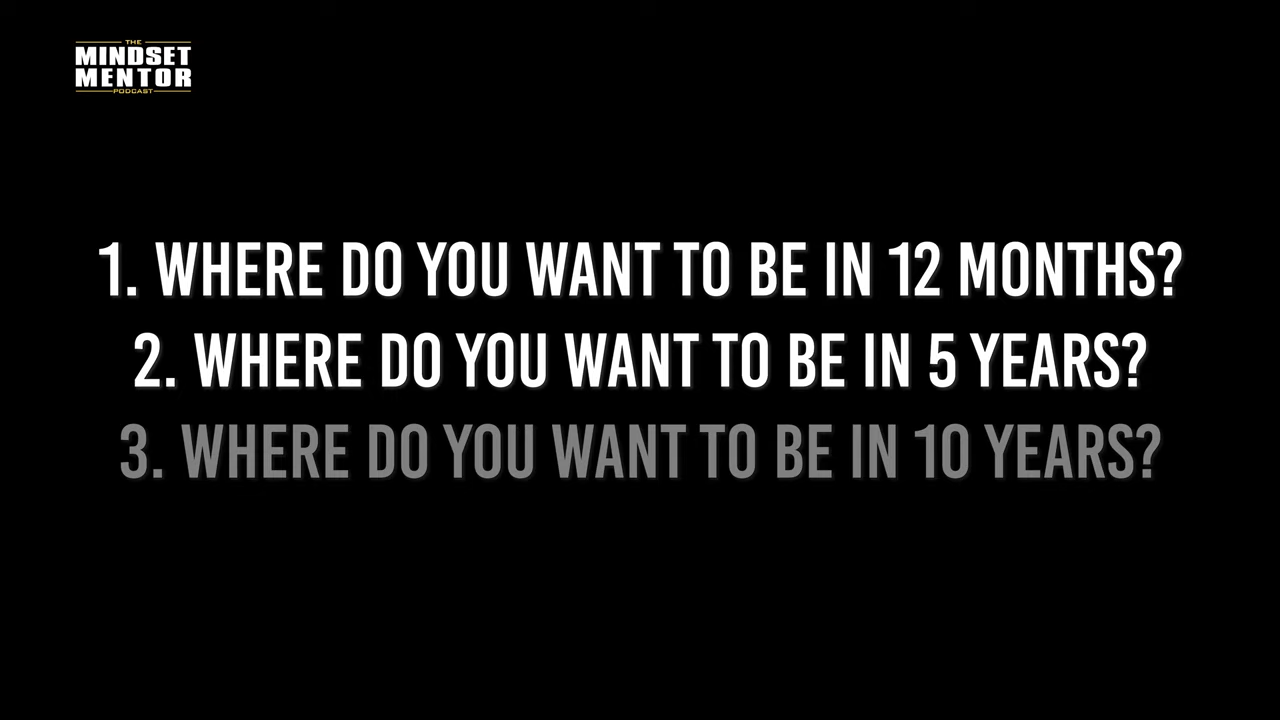 THE
MINDSET
MENTOR
PODCAST
1. WHERE DO YOU WANT TO BE IN 12 MONTHS?
2. WHERE DO YOU WANT TO BE IN 5 YEARS?
3. WHERE DO YOU WANT TO BE IN 10 YEARS?